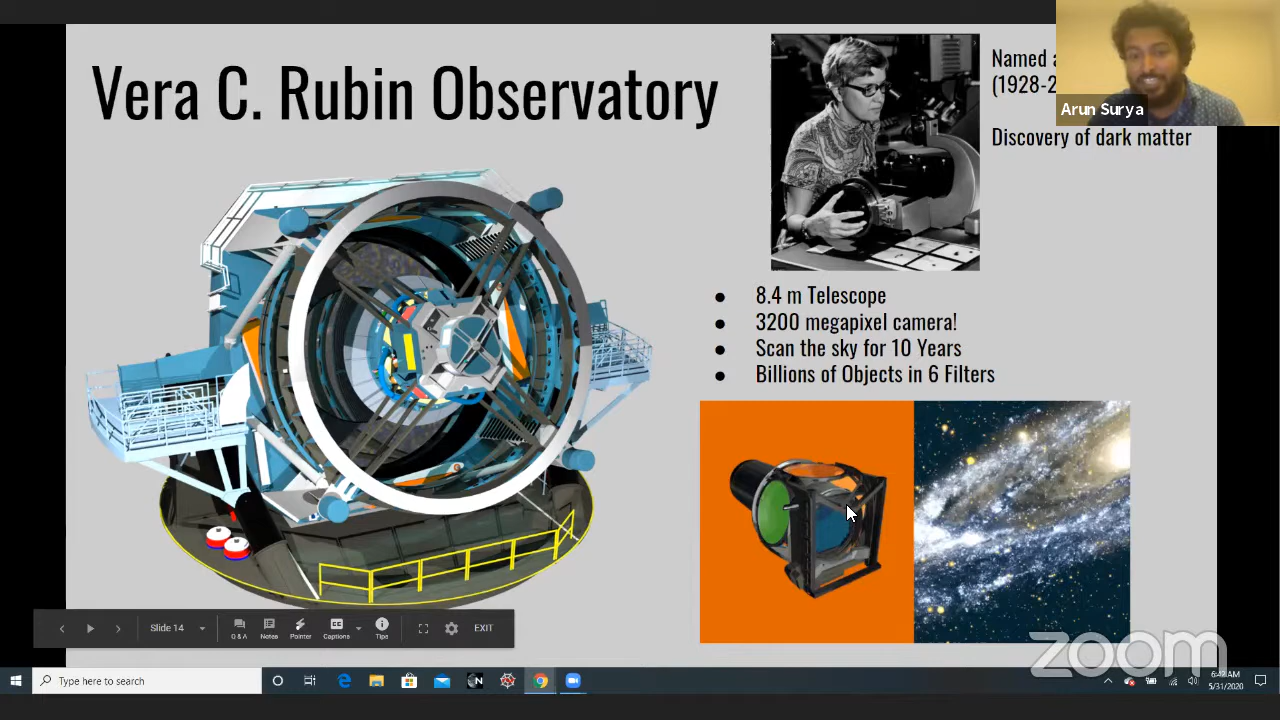 Vera C. Rubin Observatory
Named
(1928-2
Arun Surya
Discovery of dark matter
● 8.4 m Telescope
● 3200 megapixel camera!
● Scan the sky for 10 Years
● Billions of Objects in 6 Filters
Slide 14
Q & A
Notes
Pointer
Captions
Tips
EXIT
zoom
Type here to search
5/31/2020